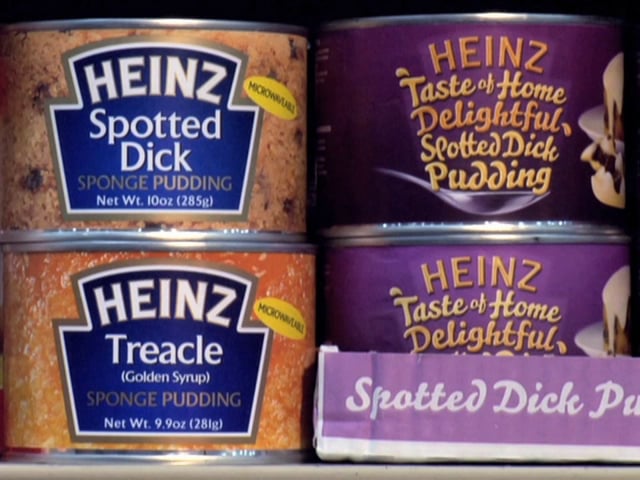 HEINZ
MICROWAVEABLE
Spotted
Dick
SPONGE PUDDING
Net Wt. 10oz (285g)
HEINZ
Taste of Home
Delightful,
Spotted Dick
Pudding
HEINZ
MICROWAVEABLE
Treacle
(Golden Syrup)
SPONGE PUDDING
Net Wt. 9.9oz (281g)
HEINZ
Taste of Home
Delightful,
Spotted Dick Pu